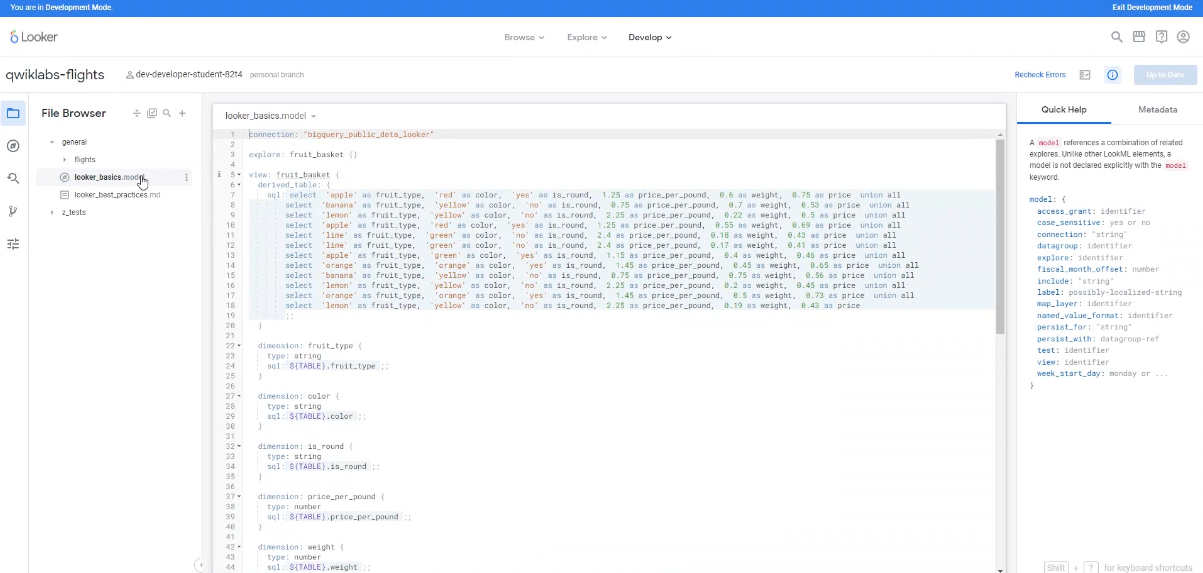 You are in Development Mode.
Exit Development Mode
Looker
Browse
Explore
Develop
qwiklabs-flights
dev-developer-student-82t4 personal branch
Recheck Errors
Up to Date
File Browser
general
flights
looker_basics.model
looker_best_practices.md
z_tests
looker_basics.model
1 connection: "bigquery_public_data_looker"
2
3 explore: fruit_basket {}
4
i 5 view: fruit_basket {
6 derived_table: {
7 sql: select 'apple' as fruit_type, 'red' as color, 'yes' as is_round, 1.25 as price_per_pound, 0.6 as weight, 0.75 as price union all
8 select 'banana' as fruit_type, 'yellow' as color, 'no' as is_round, 0.75 as price_per_pound, 0.7 as weight, 0.53 as price union all
9 select 'lemon' as fruit_type, 'yellow' as color, 'no' as is_round, 2.25 as price_per_pound, 0.22 as weight, 0.5 as price union all
10 select 'apple' as fruit_type, 'red' as color, 'yes' as is_round, 1.25 as price_per_pound, 0.55 as weight, 0.69 as price union all
11 select 'lime' as fruit_type, 'green' as color, 'no' as is_round, 2.4 as price_per_pound, 0.18 as weight, 0.43 as price union all
12 select 'lime' as fruit_type, 'green' as color, 'no' as is_round, 2.4 as price_per_pound, 0.17 as weight, 0.41 as price union all
13 select 'apple' as fruit_type, 'green' as color, 'yes' as is_round, 1.15 as price_per_pound, 0.4 as weight, 0.46 as price union all
14 select 'orange' as fruit_type, 'orange' as color, 'yes' as is_round, 1.45 as price_per_pound, 0.45 as weight, 0.65 as price union all
15 select 'banana' as fruit_type, 'yellow' as color, 'no' as is_round, 0.75 as price_per_pound, 0.75 as weight, 0.56 as price union all
16 select 'lemon' as fruit_type, 'yellow' as color, 'no' as is_round, 2.25 as price_per_pound, 0.2 as weight, 0.45 as price union all
17 select 'orange' as fruit_type, 'orange' as color, 'yes' as is_round, 1.45 as price_per_pound, 0.5 as weight, 0.73 as price union all
18 select 'lemon' as fruit_type, 'yellow' as color, 'no' as is_round, 2.25 as price_per_pound, 0.19 as weight, 0.43 as price
19 ;;
20 }
21
22 dimension: fruit_type {
23 type: string
24 sql: ${TABLE}.fruit_type ;;
25 }
26
27 dimension: color {
28 type: string
29 sql: ${TABLE}.color ;;
30 }
31
32 dimension: is_round {
33 type: string
34 sql: ${TABLE}.is_round ;;
35 }
36
37 dimension: price_per_pound {
38 type: number
39 sql: ${TABLE}.price_per_pound ;;
40 }
41
42 dimension: weight {
43 type: number
44 sql: ${TABLE}.weight ;;
Quick Help
Metadata
A model references a combination of related
explores. Unlike other LookML elements, a
model is not declared explicitly with the model
keyword.
model: {
access_grant: identifier
case_sensitive: yes or no
connection: "string"
datagroup: identifier
explore: identifier
fiscal_month_offset: number
include: "string"
label: possibly-localized-string
map_layer: identifier
named_value_format: identifier
persist_for: "string"
persist_with: datagroup-ref
test: identifier
view: identifier
week_start_day: monday or ...
}
Shift + ? for keyboard shortcuts